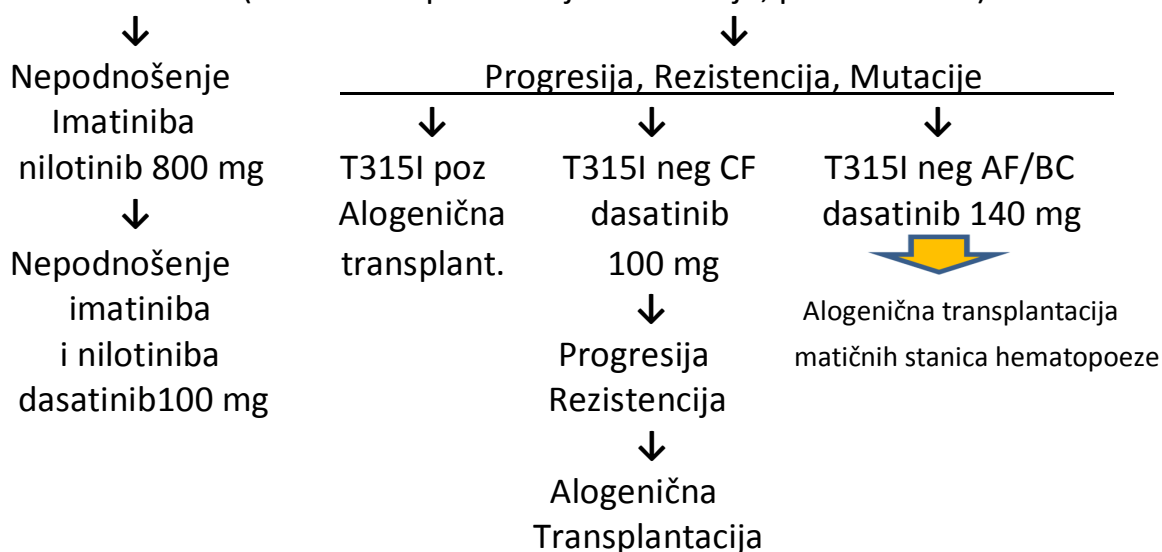 Nepodnošenje
Imatiniba
nilotinib 800 mg
Nepodnošenje
imatiniba
i nilotiniba
dasatinib100 mg
Progresija, Rezistencija, Mutacije
T315I poz
Alogenična
transplant.
T315I neg CF
dasatinib
100 mg
Progresija
Rezistencija
Alogenična
Transplantacija
T315I neg AF/BC
dasatinib 140 mg
Alogenična transplantacija
matičnih stanica hematopoeze